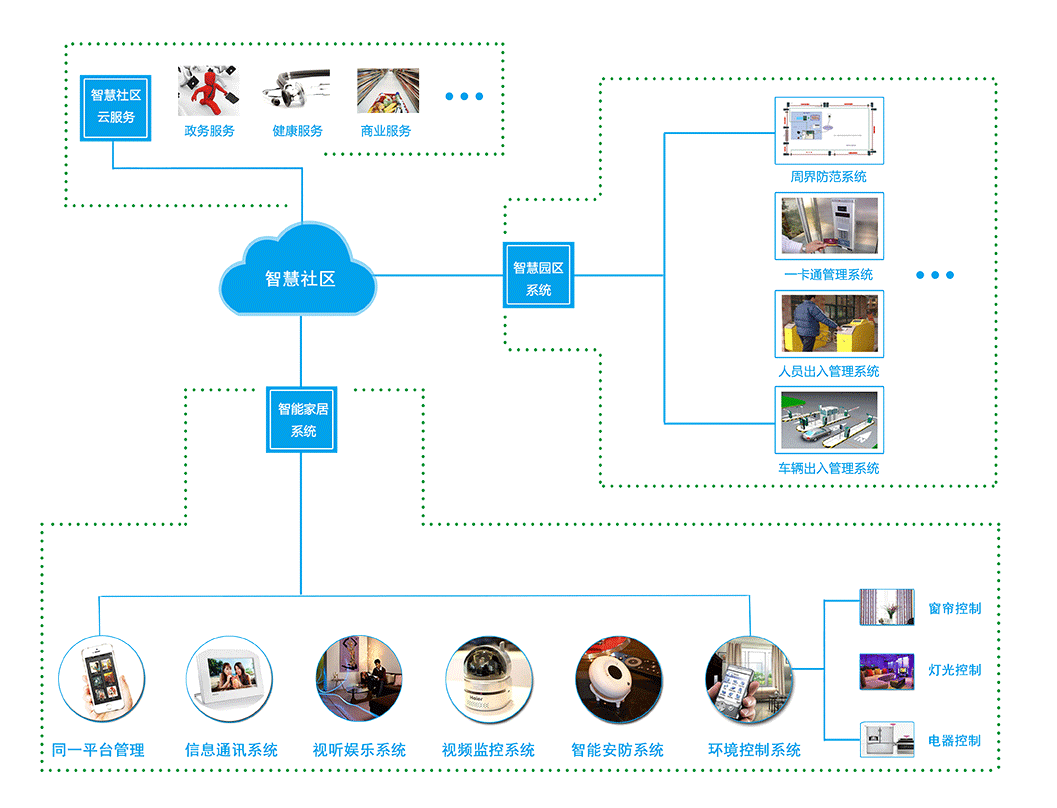 智慧社区
云服务
政务服务
健康服务
商业服务
周界防范系统
智慧社区
智慧园区
系统
一卡通管理系统
人员出入管理系统
智能家居
系统
车辆出入管理系统
窗帘控制
灯光控制
Haier
同一平台管理
信息通讯系统
视听娱乐系统
视频监控系统
智能安防系统
环境控制系统
电器控制